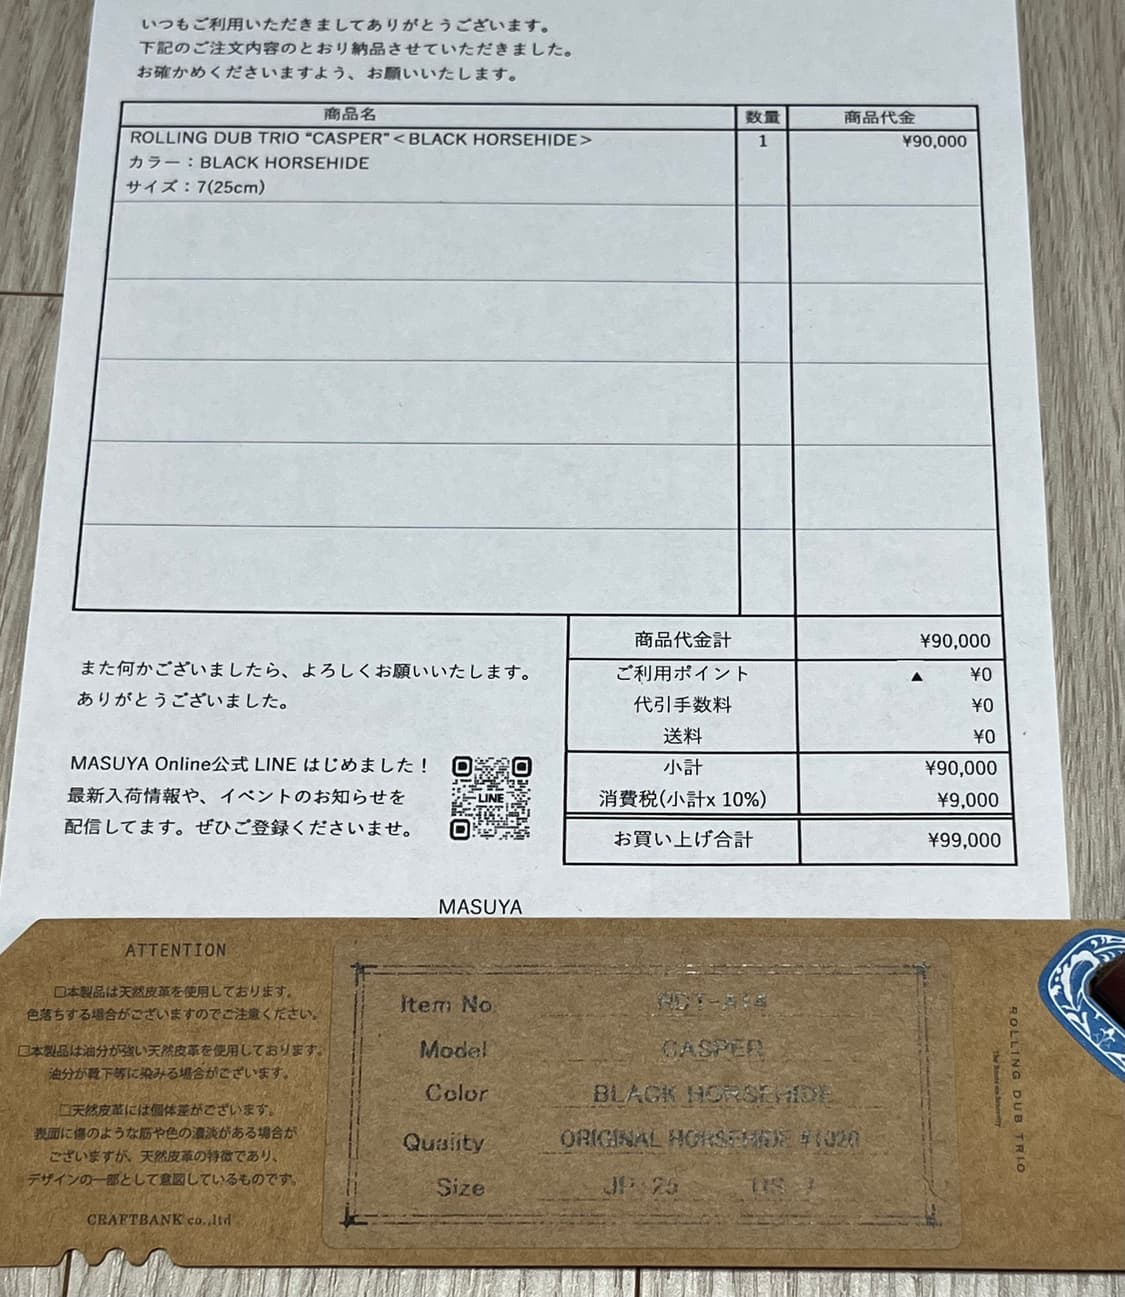 いつもご利用いただきましてありがとうございます。
下記のご注文内容のとおり納品させていただきました。
お確かめくださいますよう、お願いいたします。
商品名 数量 商品代金
ROLLING DUB TRIO “CASPER”＜BLACK HORSEHIDE＞ 1 ¥90,000
カラー：BLACK HORSEHIDE
サイズ：7(25cm)
商品代金計 ¥90,000
ご利用ポイント ▲ ¥0
代引手数料 ¥0
送料 ¥0
小計 ¥90,000
消費税(小計x 10%) ¥9,000
お買い上げ合計 ¥99,000
また何かございましたら、よろしくお願いいたします。
ありがとうございました。
MASUYA Online公式 LINE はじめました！
最新入荷情報や、イベントのお知らせを
配信してます。ぜひご登録くださいませ。
LINE
MASUYA
ATTENTION
□本製品は天然皮革を使用しております。
色落ちする場合がございますのでご注意ください。
□本製品は油分が強い天然皮革を使用しております。
油分が靴下等に染みる場合がございます。
□天然皮革には個体差がございます。
表面に傷のような筋や色の濃淡がある場合が
ございますが、天然皮革の特徴であり、
デザインの一部として意図しているものです。
CRAFTBANK co.,ltd
Item No.
Model CASPER
Color BLACK HORSEHIDE
Quality ORIGINAL HORSEHIDE #1020
Size JP 25 US 7
ROLLING DUB TRIO